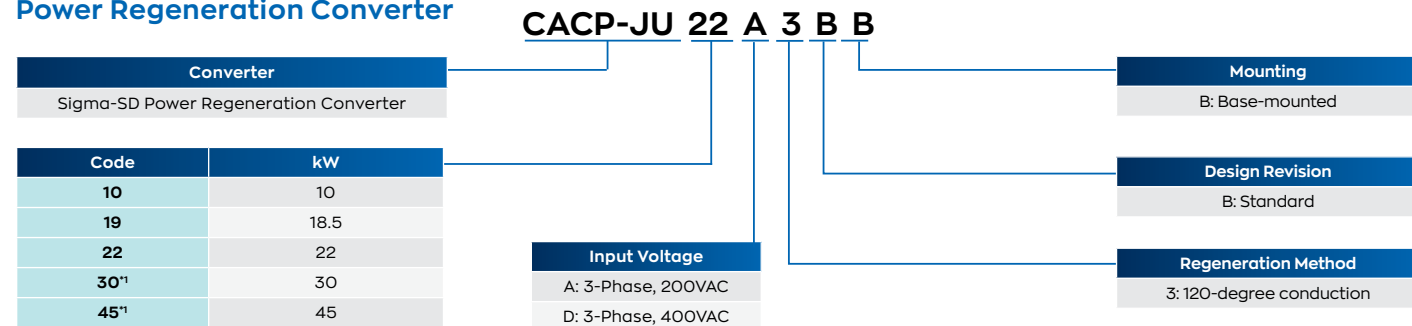 Power Regeneration Converter
CACP-JU 22 A 3 B B
Converter
Sigma-SD Power Regeneration Converter
Code kW
10 10
19 18.5
22 22
30*1 30
45*1 45
Input Voltage
A: 3-Phase, 200VAC
D: 3-Phase, 400VAC
Mounting
B: Base-mounted
Design Revision
B: Standard
Regeneration Method
3: 120-degree conduction